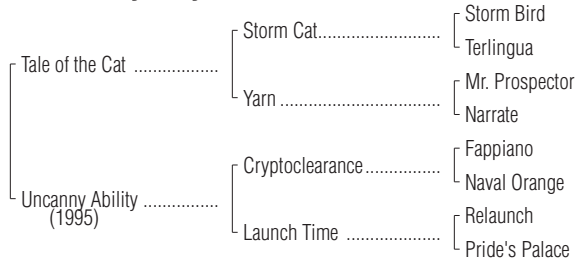 Storm Bird
Storm Cat
Terlingua
Tale of the Cat
Mr. Prospector
Yarn
Narrate
Fappiano
Cryptoclearance
Naval Orange
Uncanny Ability
(1995)
Relaunch
Launch Time
Pride's Palace